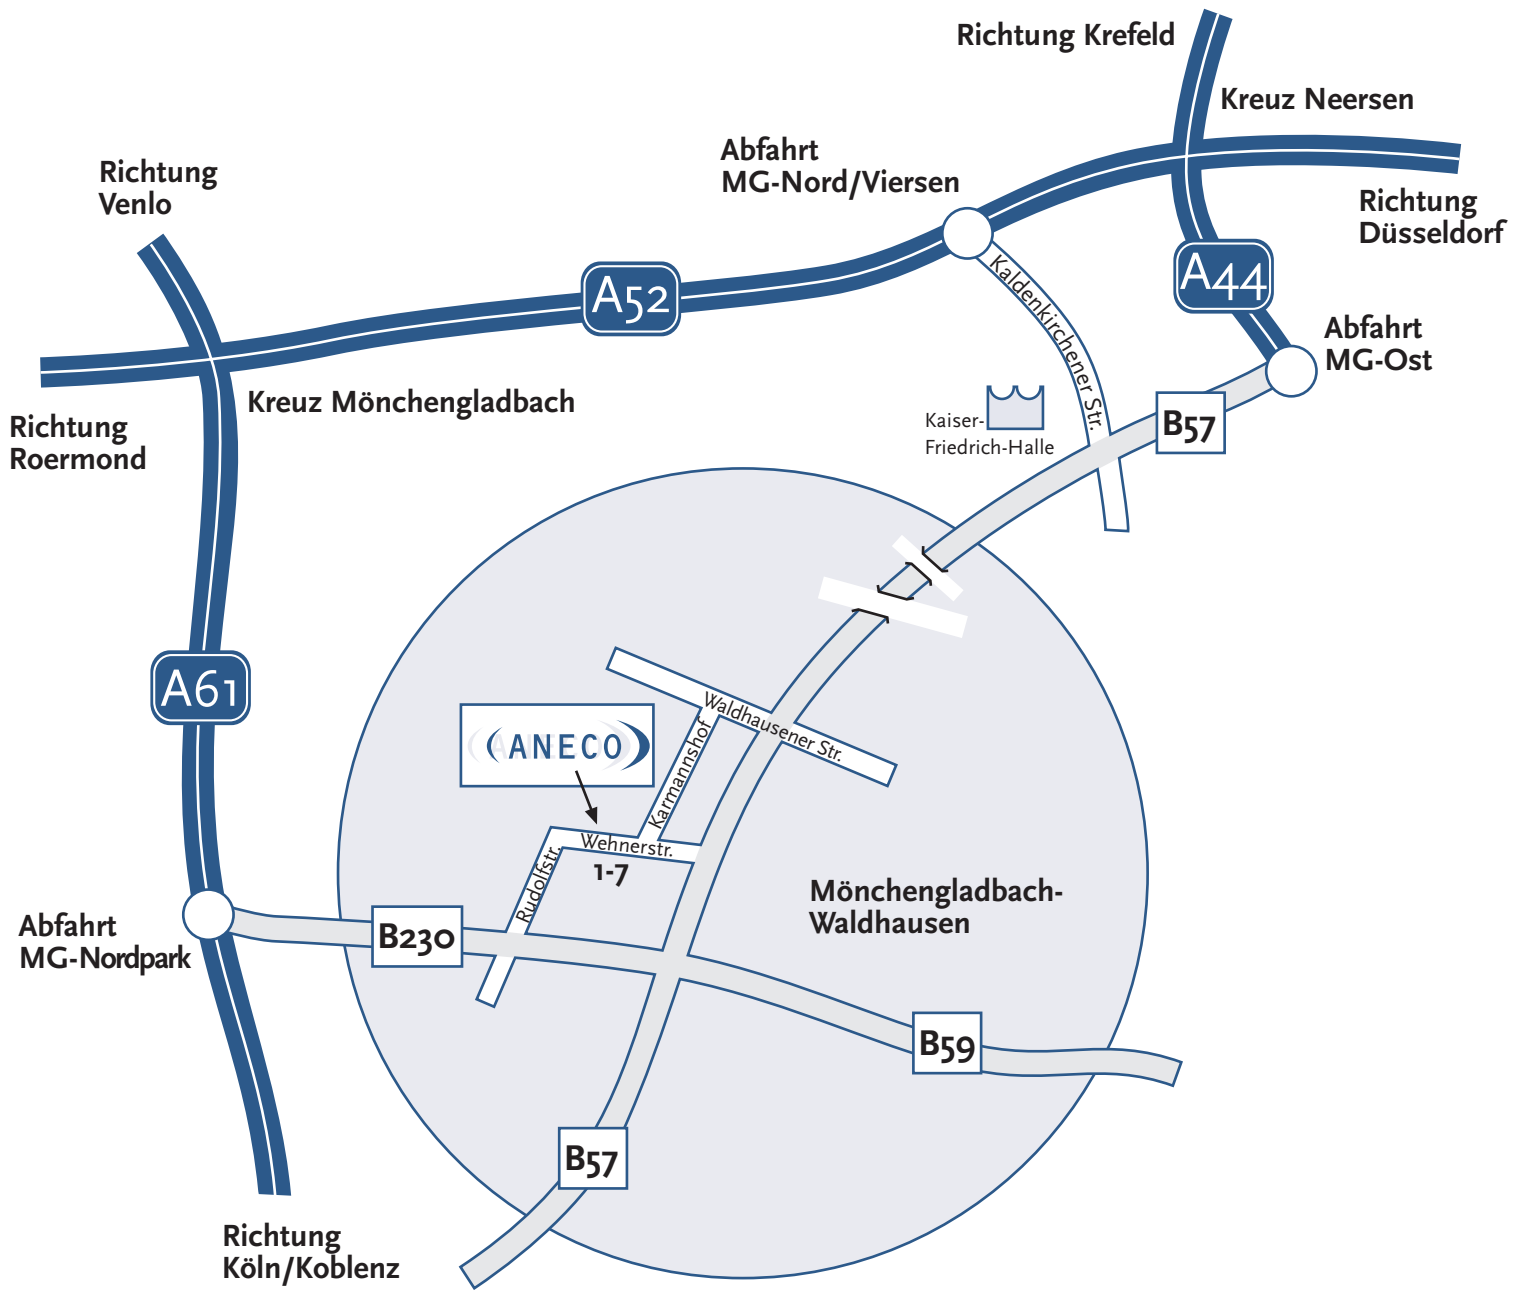 Richtung Krefeld
Kreuz Neersen
Abfahrt
MG-Nord/Viersen
Richtung
Venlo
Richtung
Düsseldorf
A52
A44
Kaldenkirchener Str.
Abfahrt
MG-Ost
Kreuz Mönchengladbach
Richtung
Roermond
Kaiser-
Friedrich-Halle
B57
A61
Waldhausener Str.
ANECO
Karmannshof
Wehnerstr.
1-7
Rudolfstr.
Mönchengladbach-
Waldhausen
Abfahrt
MG-Nordpark
B230
B59
B57
Richtung
Köln/Koblenz